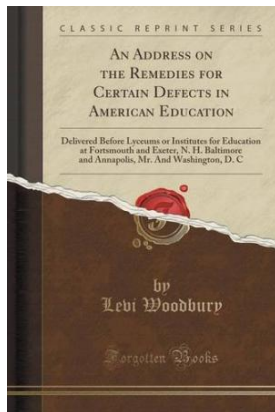 CLASSIC REPRINT SERIES
AN ADDRESS ON
THE REMEDIES FOR
CERTAIN DEFECTS IN
AMERICAN EDUCATION
Delivered Before Lyceums or Institutes for Education
at Fortsmouth and Exeter, N. H. Baltimore
and Annapolis, Mr. And Washington, D. C
by
Levi Woodbury
Forgotten Books